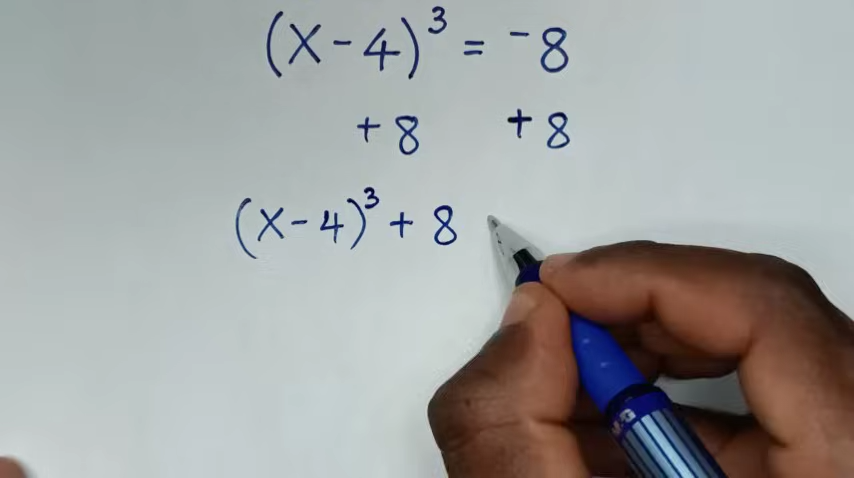 (x-4)³ = -8
+ 8 + 8
(x-4)³ + 8